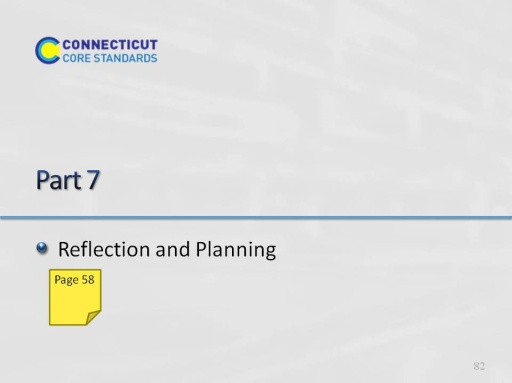 CONNECTICUT
CORE STANDARDS
Part 7
Reflection and Planning
Page 58
82